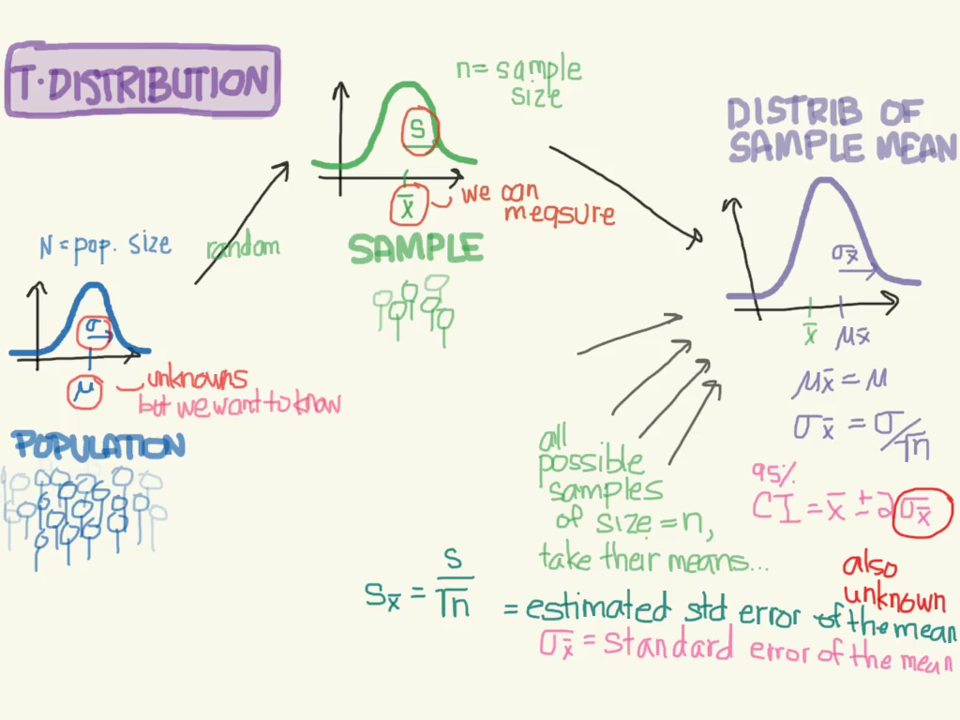 T-DISTRIBUTION
n = sample
size
S
x̄
we can
measure
SAMPLE
random
N = pop. size
σ
μ
unknowns
but we want to know
POPULATION
DISTRIB OF
SAMPLE MEAN
σx̄
x̄
μx̄
μx̄ = μ
σx̄ = σ/√n
95%
CI = x̄ ± 2 σx̄
also
unknown
all
possible
samples
of size = n,
take their means...
Sx̄ = S/√n = estimated std error of the mean
σx̄ = standard error of the mean